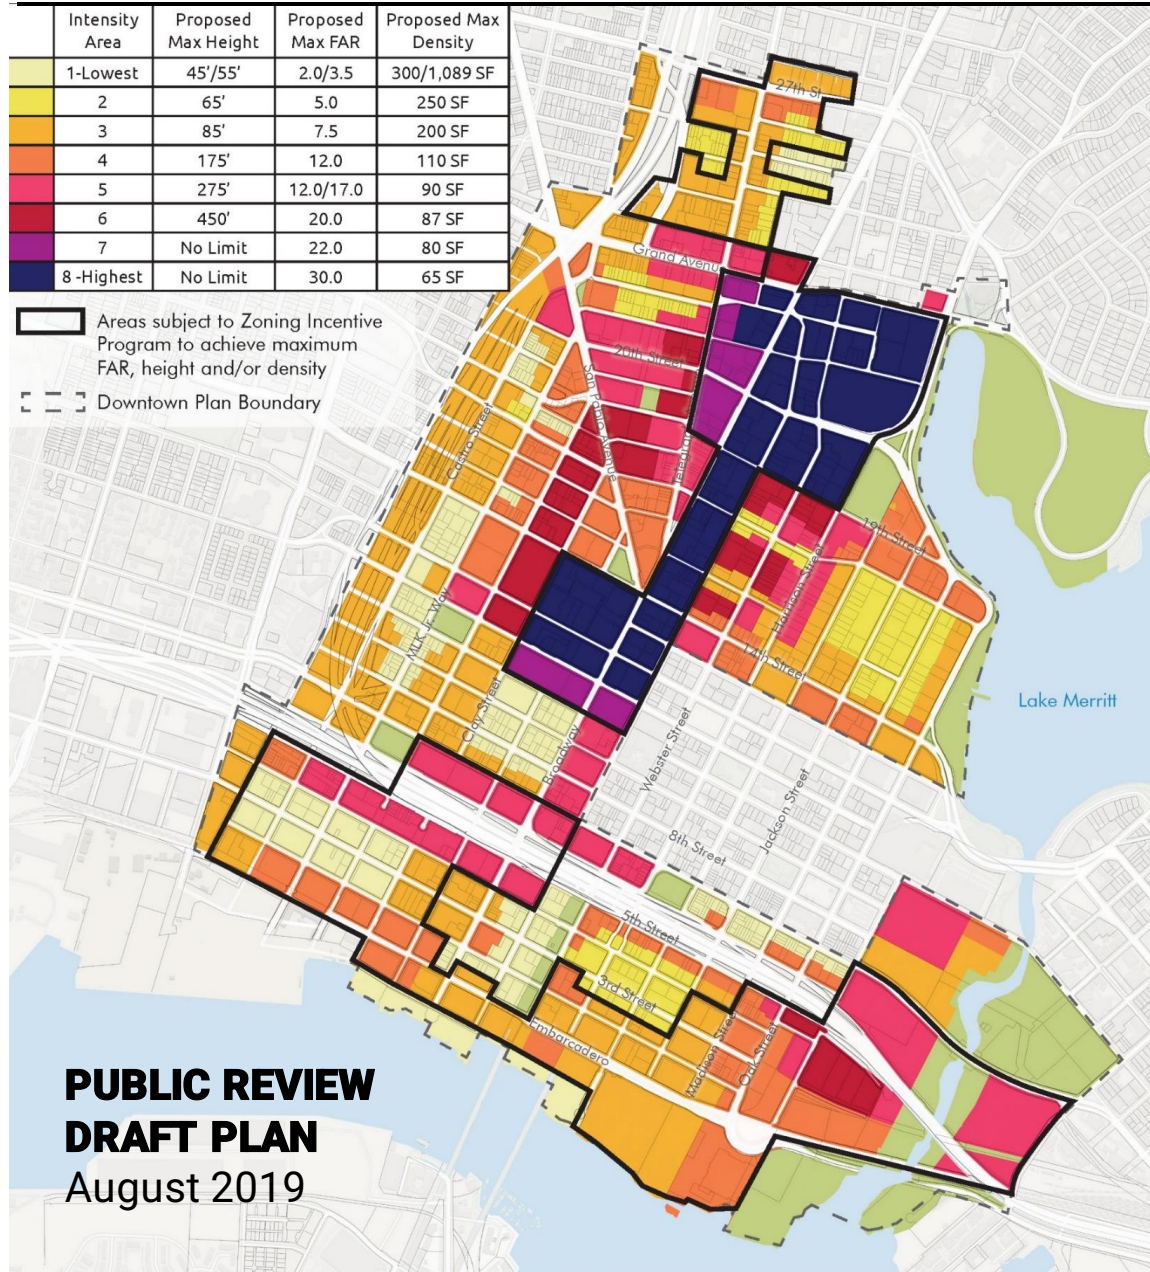 Intensity Area Proposed Max Height Proposed Max FAR Proposed Max Density
1-Lowest 45'/55' 2.0/3.5 300/1,089 SF
2 65' 5.0 250 SF
3 85' 7.5 200 SF
4 175' 12.0 110 SF
5 275' 12.0/17.0 90 SF
6 450' 20.0 87 SF
7 No Limit 22.0 80 SF
8 -Highest No Limit 30.0 65 SF
Areas subject to Zoning Incentive
Program to achieve maximum
FAR, height and/or density
Downtown Plan Boundary
27th St
Grand Avenu
20th Street
San Pablo Avenue
Telegra
Castro Street
19th Street
Harrison Street
MLK Jr. Way
14th Street
Clay Street
Broadway
Webster Street
Jackson Street
Lake Merritt
8th Street
5th Street
3rd Street
Embarcadero
Madison Street
Oak Street
PUBLIC REVIEW
DRAFT PLAN
August 2019